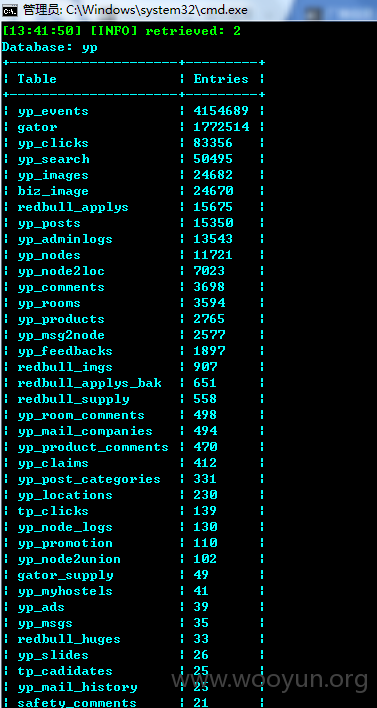 管理员: C:\Windows\system32\cmd.exe
[13:41:50] [INFO] retrieved: 2
Database: yp
+----------------------+---------+
| Table | Entries |
+----------------------+---------+
| yp_events | 4154689 |
| gator | 1772514 |
| yp_clicks | 83356 |
| yp_search | 50495 |
| yp_images | 24682 |
| biz_image | 24670 |
| redbull_applys | 15675 |
| yp_posts | 15350 |
| yp_adminlogs | 13543 |
| yp_nodes | 11721 |
| yp_node2loc | 7023 |
| yp_comments | 3698 |
| yp_rooms | 3594 |
| yp_products | 2765 |
| yp_msg2node | 2577 |
| yp_feedbacks | 1897 |
| redbull_imgs | 907 |
| redbull_applys_bak | 651 |
| redbull_supply | 558 |
| yp_room_comments | 498 |
| yp_mail_companies | 494 |
| yp_product_comments | 470 |
| yp_claims | 412 |
| yp_post_categories | 331 |
| yp_locations | 230 |
| tp_clicks | 139 |
| yp_node_logs | 130 |
| yp_promotion | 110 |
| yp_node2union | 102 |
| gator_supply | 49 |
| yp_myhostels | 41 |
| yp_ads | 39 |
| yp_msgs | 35 |
| redbull_huges | 33 |
| yp_slides | 26 |
| tp_cadidates | 25 |
| yp_mail_history | 25 |
| safety_comments | 21 |
www.wooyun.org